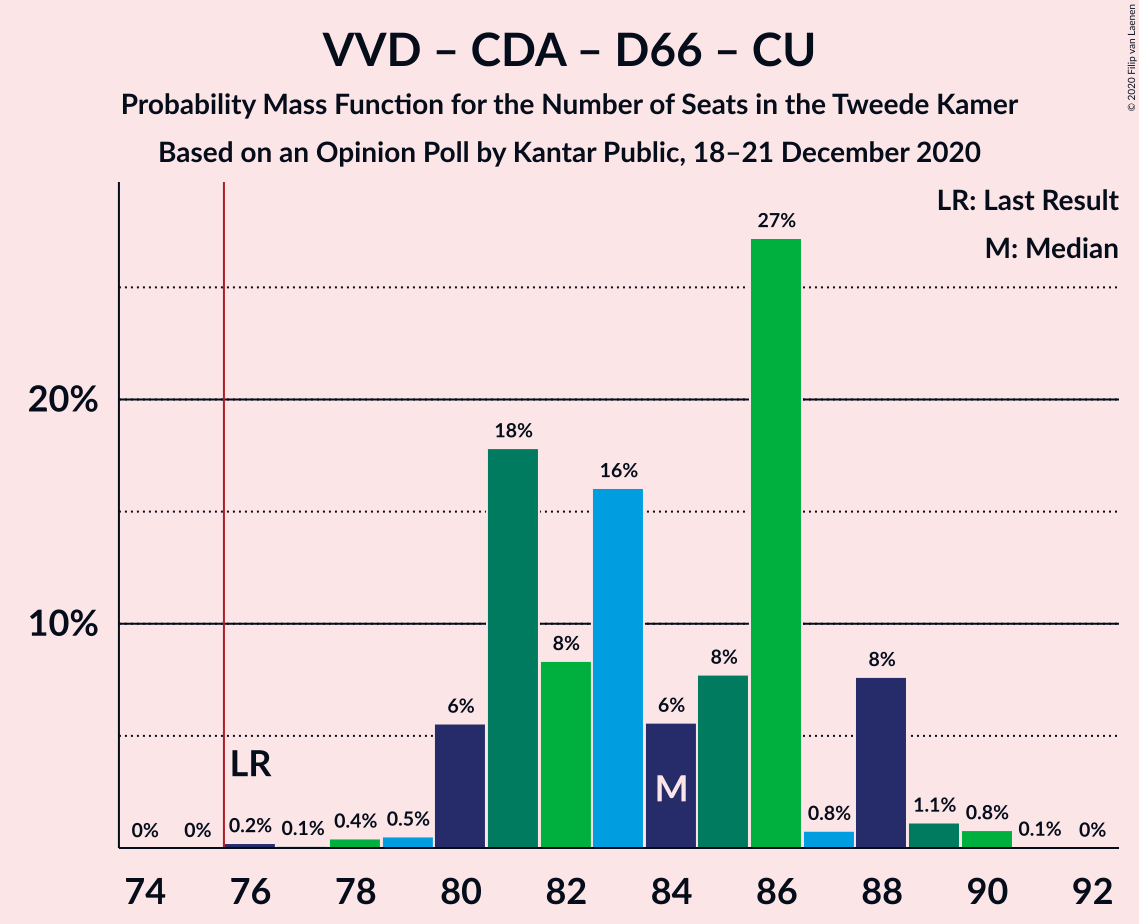 VVD – CDA – D66 – CU
Probability Mass Function for the Number of Seats in the Tweede Kamer
Based on an Opinion Poll by Kantar Public, 18–21 December 2020
© 2020 Filip van Laenen
LR: Last Result
M: Median
20%
10%
0%
0%
0.2%
0.1%
0.4%
0.5%
6%
18%
8%
16%
6%
8%
27%
0.8%
8%
1.1%
0.8%
0.1%
0%
LR
M
74 76 78 80 82 84 86 88 90 92